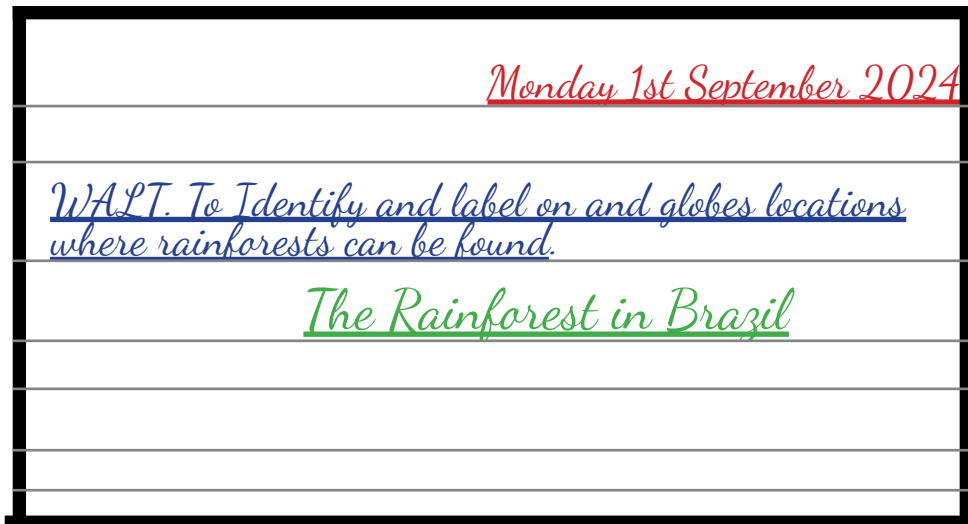 Monday 1st September 2024
WALT. To Identify and label on and globes locations
where rainforests can be found.
The Rainforest in Brazil